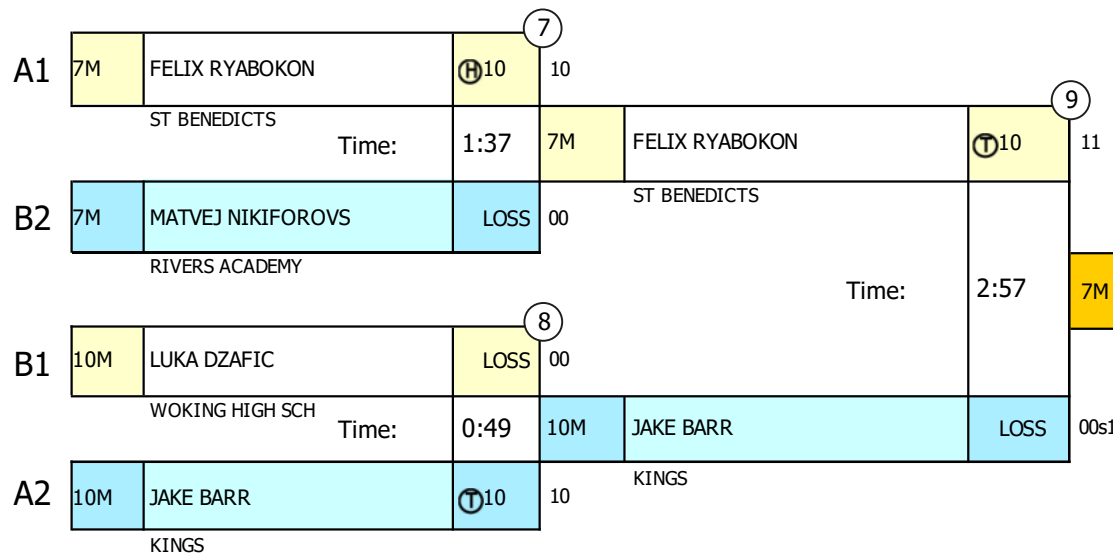 7
A1 7M FELIX RYABOKON Ⓗ10 10
9
ST BENEDICTS
Time: 1:37 7M FELIX RYABOKON Ⓣ10 11
ST BENEDICTS
B2 7M MATVEJ NIKIFOROVS LOSS 00
RIVERS ACADEMY
Time: 2:57 7M
8
B1 10M LUKA DZAFIC LOSS 00
WOKING HIGH SCH
Time: 0:49 10M JAKE BARR LOSS 00s1
KINGS
A2 10M JAKE BARR Ⓣ10 10
KINGS